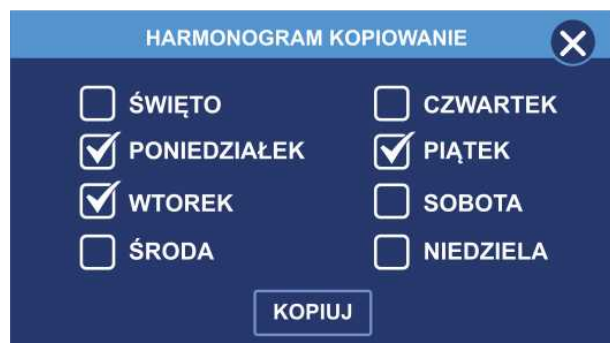 HARMONOGRAM KOPIOWANIE
ŚWIĘTO
PONIEDZIAŁEK
WTOREK
ŚRODA
CZWARTEK
PIĄTEK
SOBOTA
NIEDZIELA
KOPIUJ